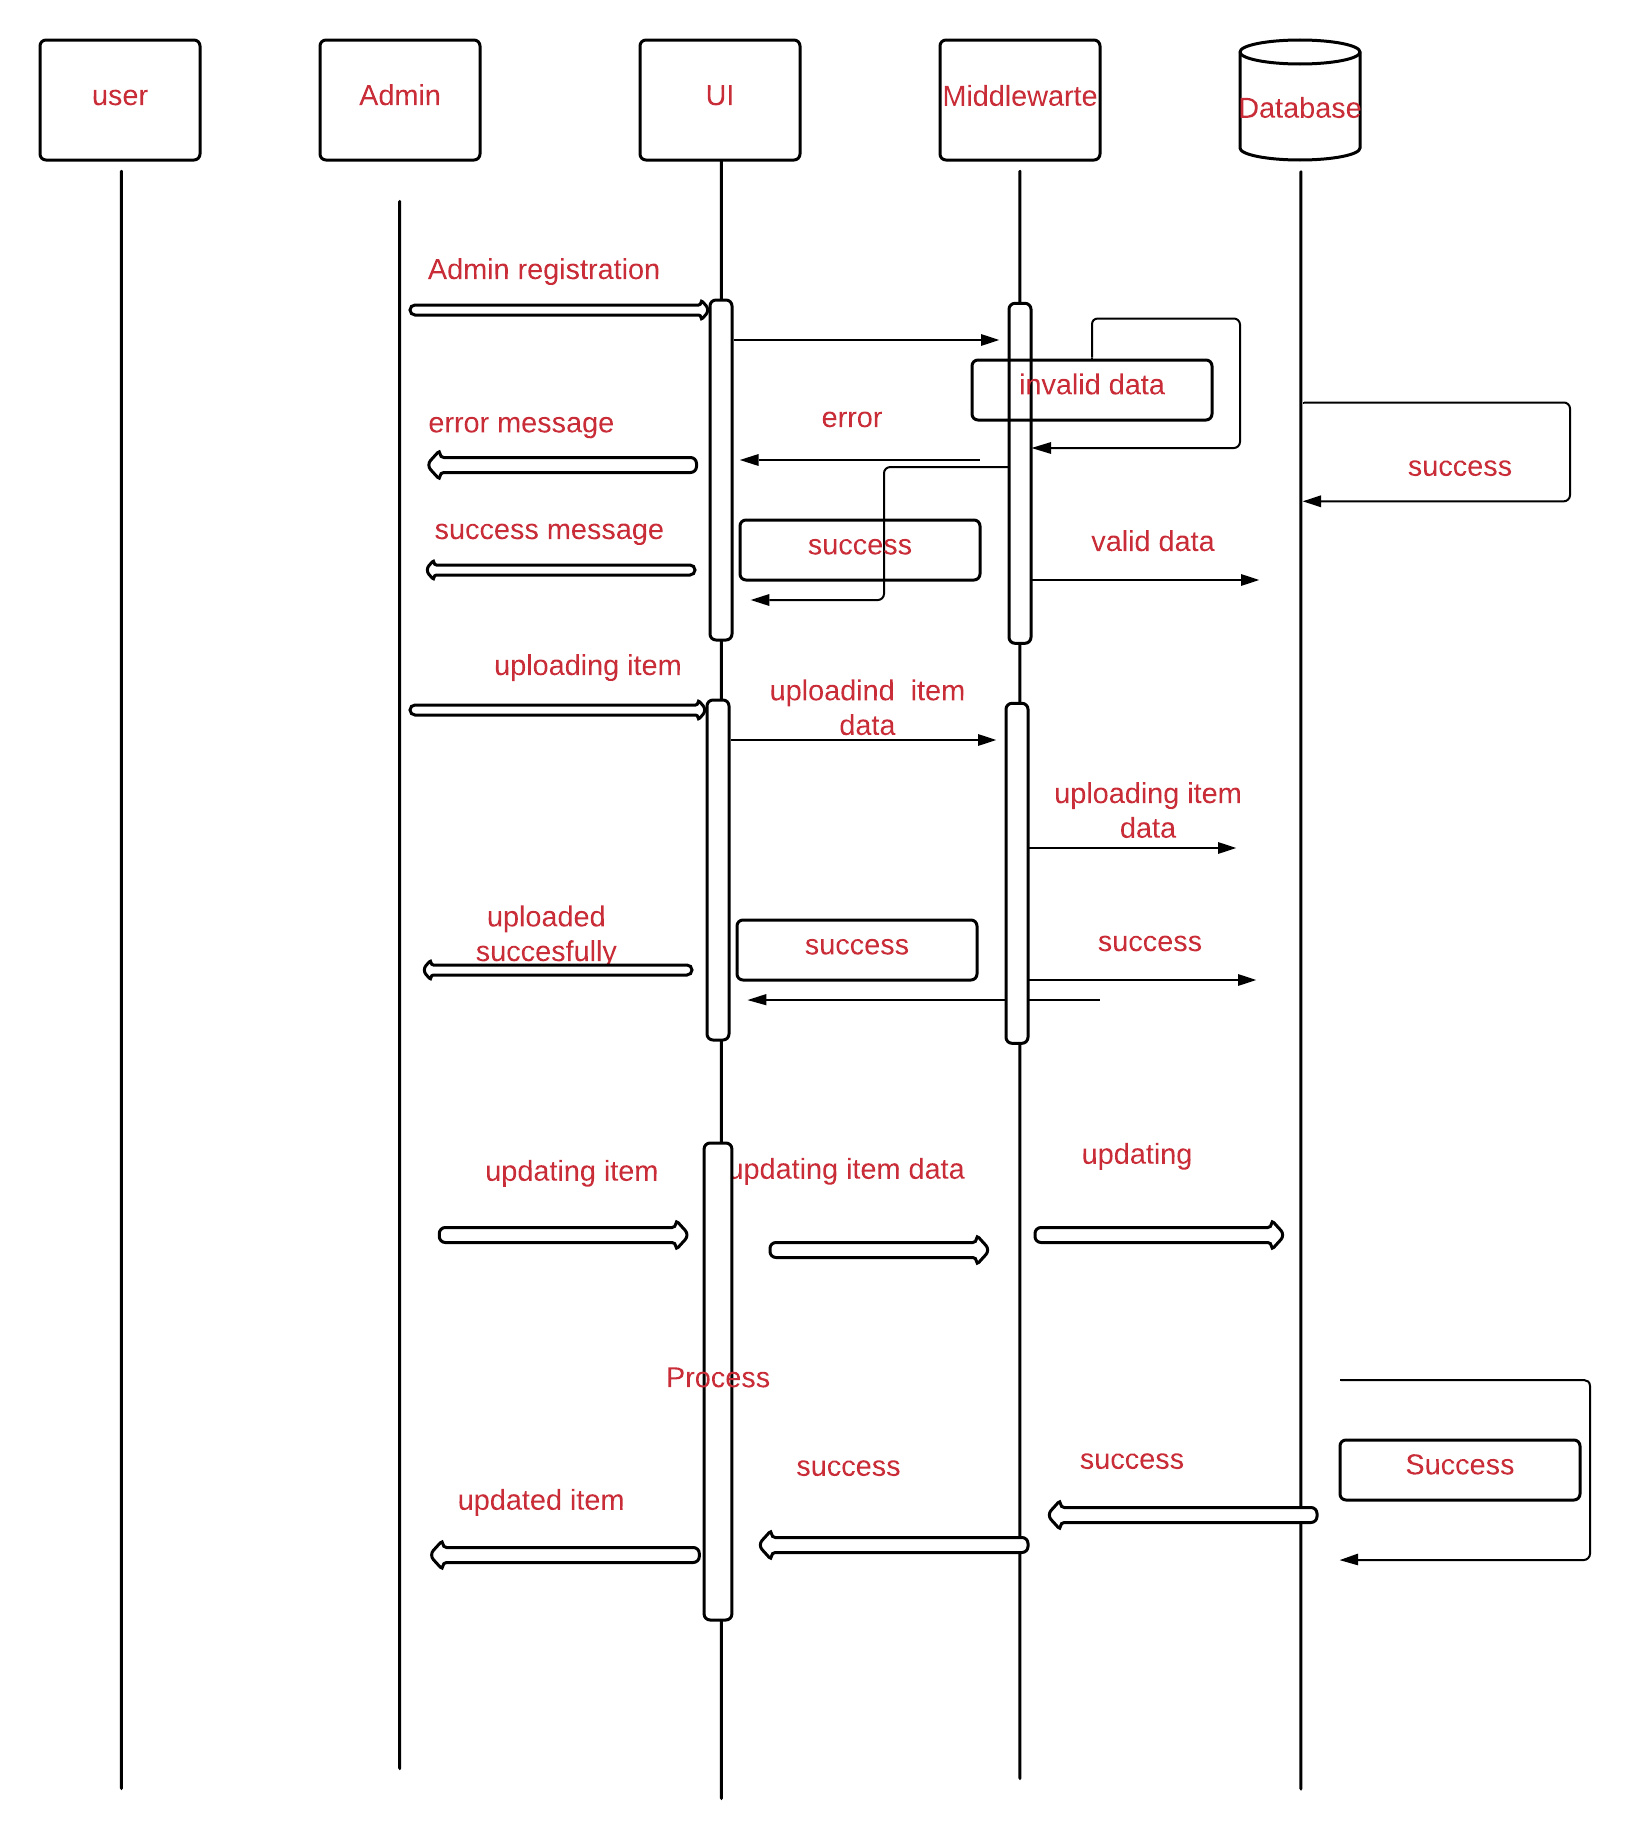 user
Admin
UI
Middlewarte
Database
Admin registration
invalid data
error
error message
success
success message
success
valid data
uploading item
uploadind  item
data
uploading item
data
uploaded
succesfully
success
success
updating item
updating item data
updating
Process
success
success
Success
updated item